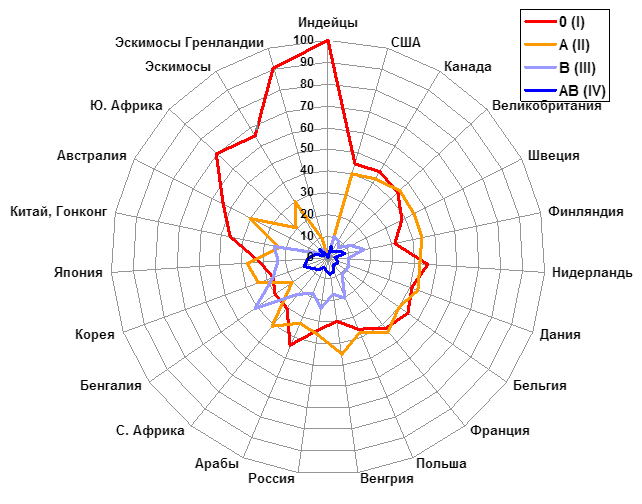 Индейцы
США
Канада
Великобритания
Швеция
Финляндия
Нидерланды
Дания
Бельгия
Франция
Польша
Венгрия
Россия
Арабы
С. Африка
Бенгалия
Корея
Япония
Китай, Гонконг
Австралия
Ю. Африка
Эскимосы
Эскимосы Гренландии
100
90
80
70
60
50
40
30
20
10
0
0 (I)
A (II)
B (III)
AB (IV)